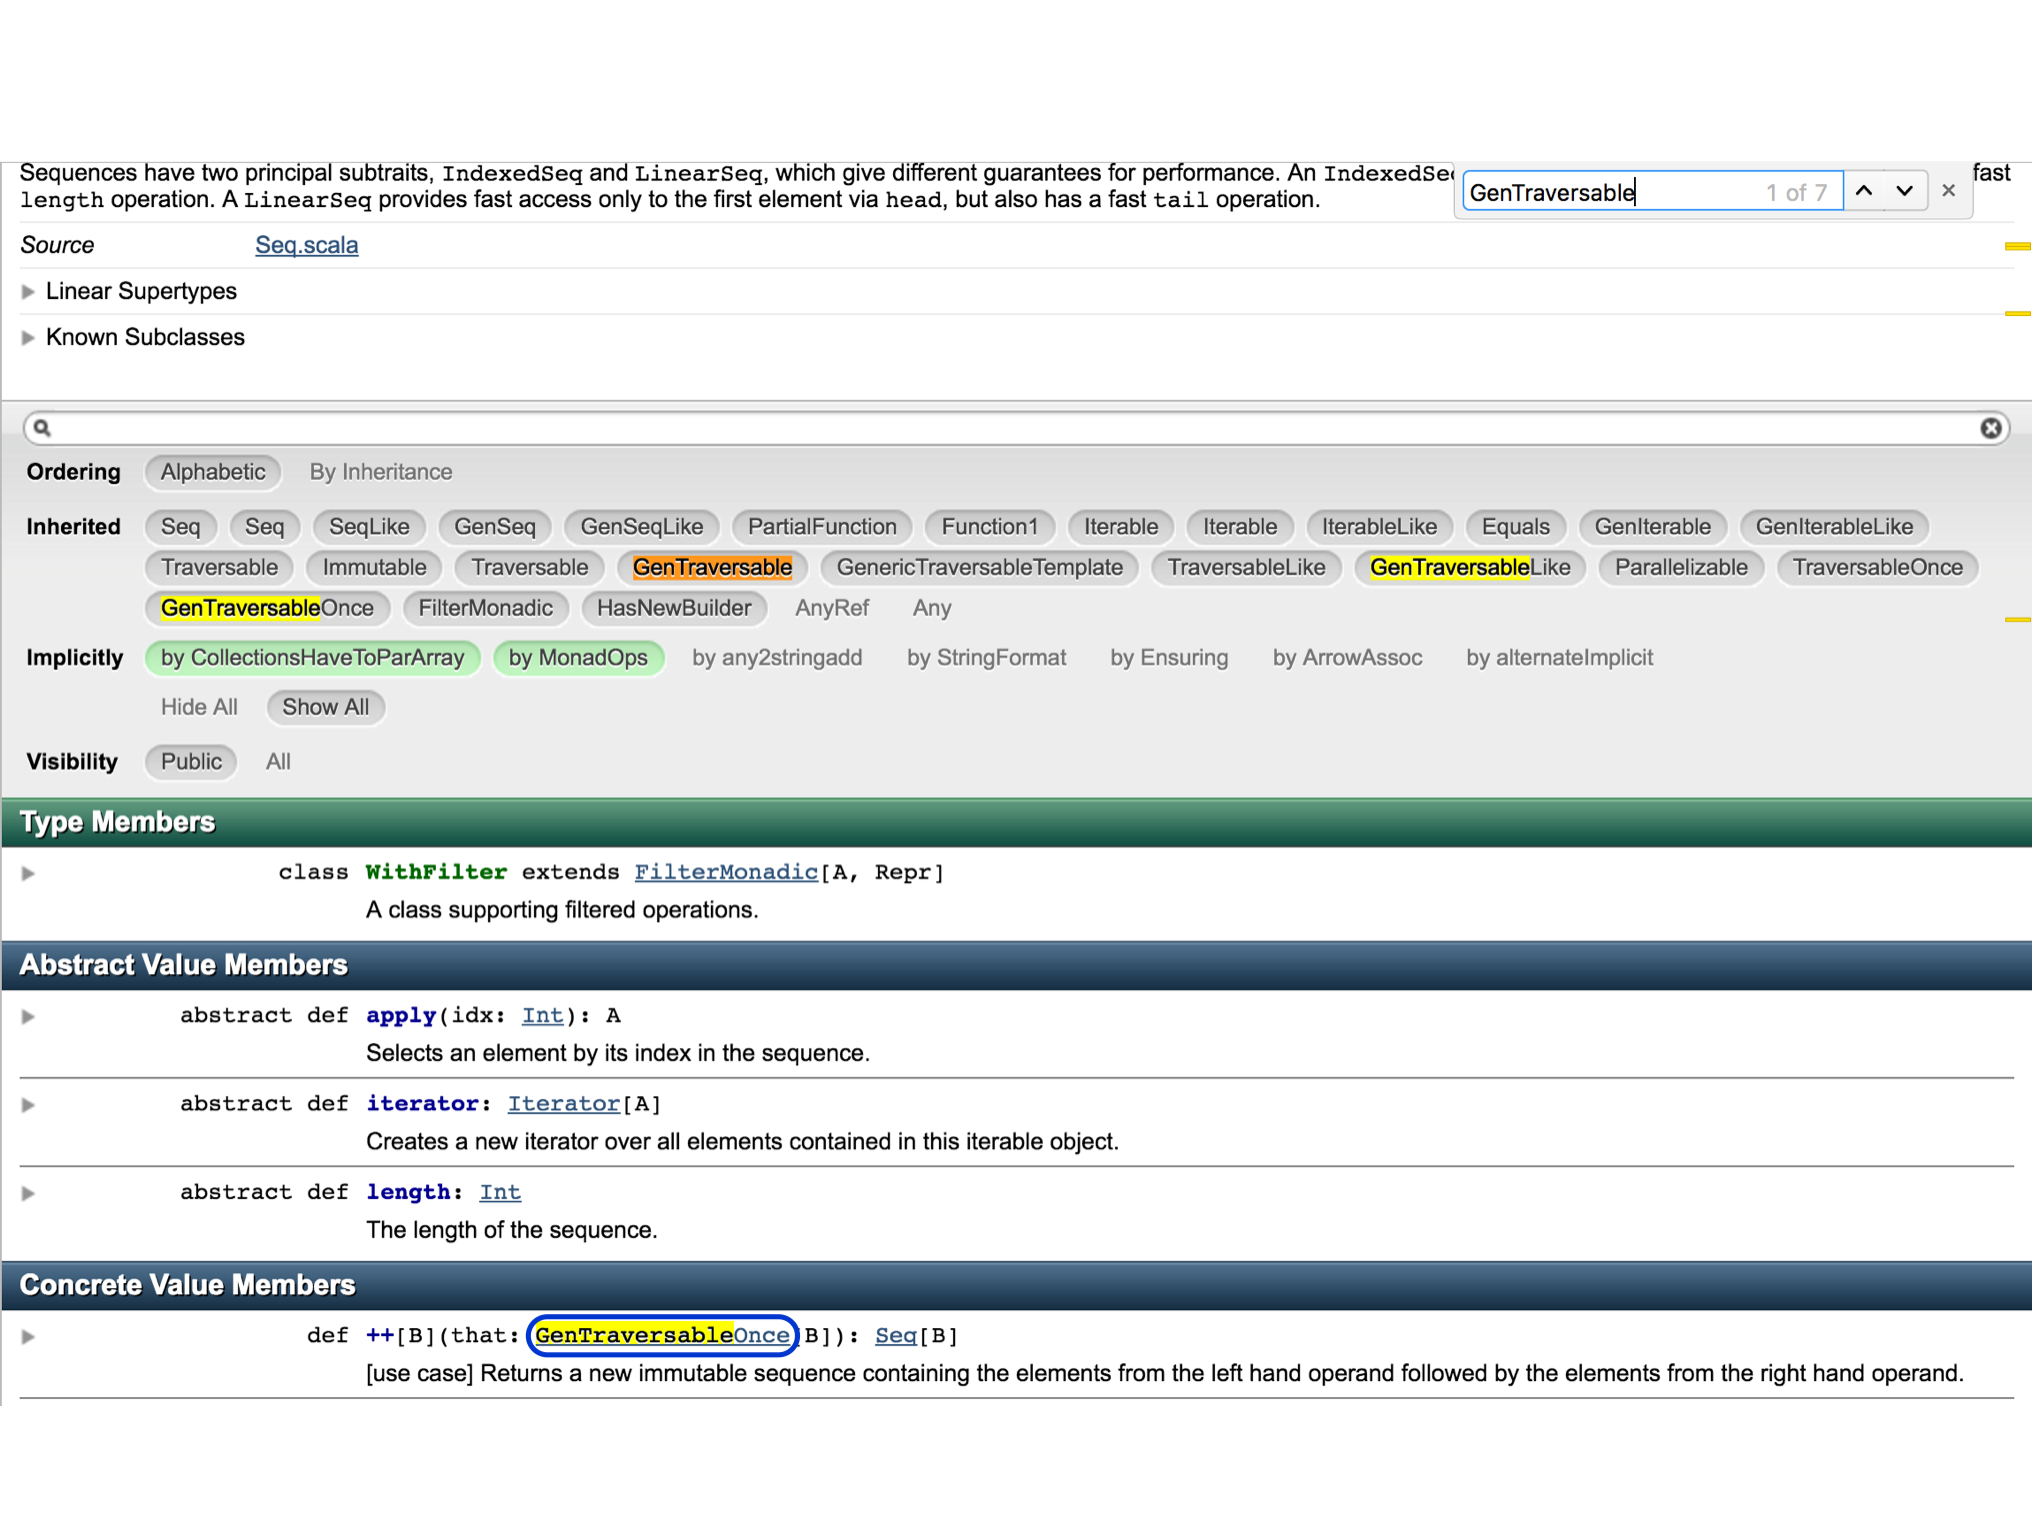 Sequences have two principal subtraits, IndexedSeq and LinearSeq, which give different guarantees for performance. An IndexedSe fast
length operation. A LinearSeq provides fast access only to the first element via head, but also has a fast tail operation.
GenTraversable 1 of 7
Source Seq.scala
Linear Supertypes
Known Subclasses
Ordering Alphabetic By Inheritance
Inherited Seq Seq SeqLike GenSeq GenSeqLike PartialFunction Function1 Iterable Iterable IterableLike Equals GenIterable GenIterableLike
Traversable Immutable Traversable GenTraversable GenericTraversableTemplate TraversableLike GenTraversableLike Parallelizable TraversableOnce
GenTraversableOnce FilterMonadic HasNewBuilder AnyRef Any
Implicitly by CollectionsHaveToParArray by MonadOps by any2stringadd by StringFormat by Ensuring by ArrowAssoc by alternateImplicit
Hide All Show All
Visibility Public All
Type Members
class WithFilter extends FilterMonadic[A, Repr]
A class supporting filtered operations.
Abstract Value Members
abstract def apply(idx: Int): A
Selects an element by its index in the sequence.
abstract def iterator: Iterator[A]
Creates a new iterator over all elements contained in this iterable object.
abstract def length: Int
The length of the sequence.
Concrete Value Members
def ++[B](that: GenTraversableOnce B]): Seq[B]
[use case] Returns a new immutable sequence containing the elements from the left hand operand followed by the elements from the right hand operand.